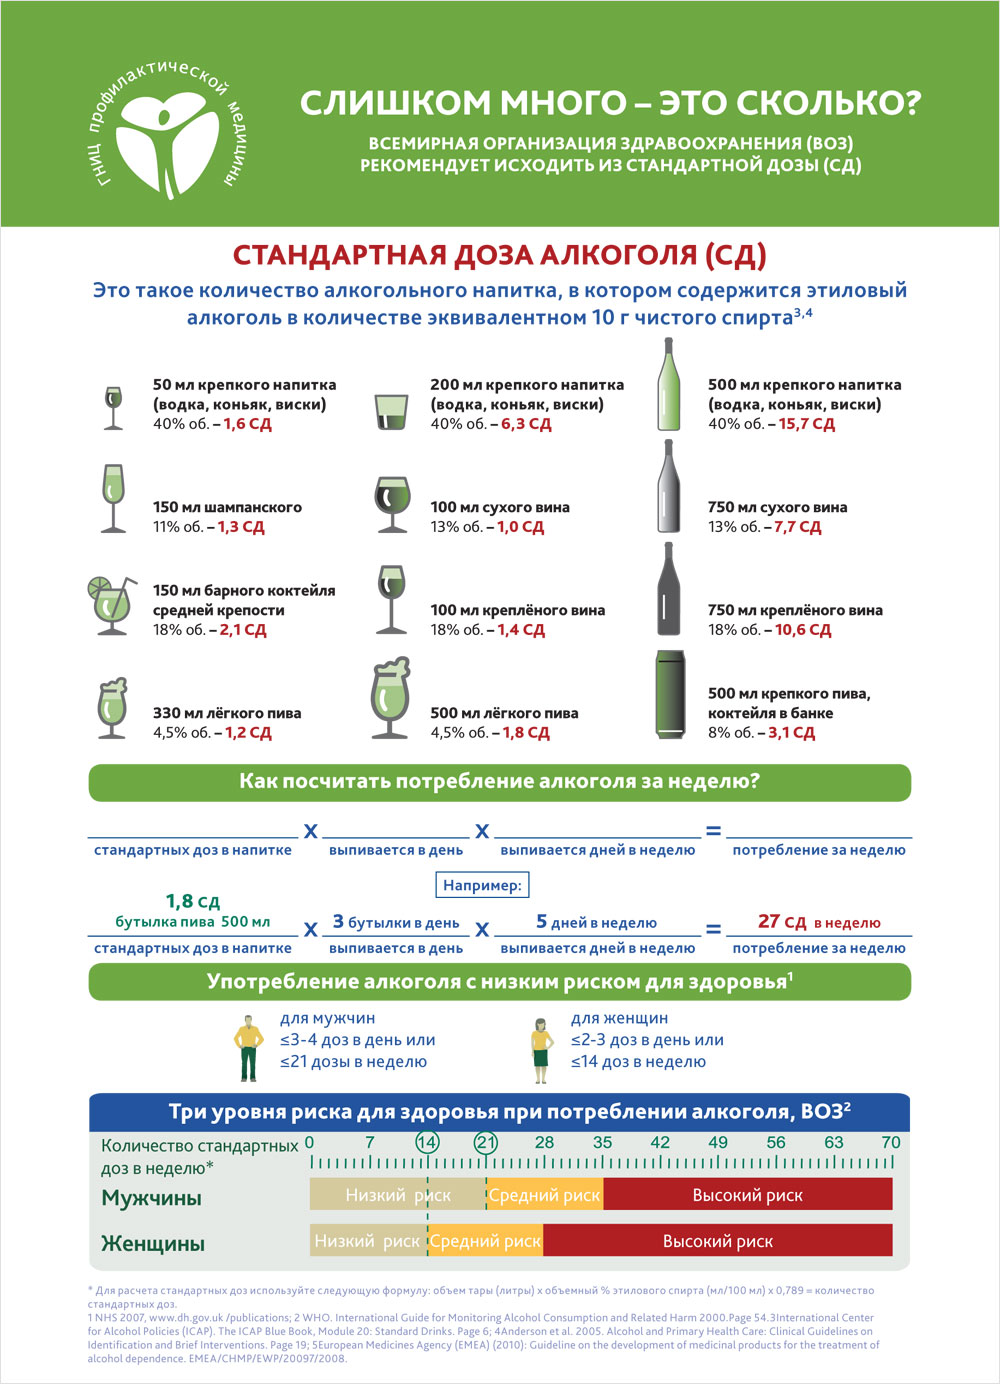 ГНИЦ профилактической медицины
СЛИШКОМ МНОГО – ЭТО СКОЛЬКО?
ВСЕМИРНАЯ ОРГАНИЗАЦИЯ ЗДРАВООХРАНЕНИЯ (ВОЗ)
РЕКОМЕНДУЕТ ИСХОДИТЬ ИЗ СТАНДАРТНОЙ ДОЗЫ (СД)
СТАНДАРТНАЯ ДОЗА АЛКОГОЛЯ (СД)
Это такое количество алкогольного напитка, в котором содержится этиловый
алкоголь в количестве эквивалентном 10 г чистого спирта3,4
50 мл крепкого напитка
(водка, коньяк, виски)
40% об. – 1,6 СД
200 мл крепкого напитка
(водка, коньяк, виски)
40% об. – 6,3 СД
500 мл крепкого напитка
(водка, коньяк, виски)
40% об. – 15,7 СД
150 мл шампанского
11% об. – 1,3 СД
100 мл сухого вина
13% об. – 1,0 СД
750 мл сухого вина
13% об. – 7,7 СД
150 мл барного коктейля
средней крепости
18% об. – 2,1 СД
100 мл креплёного вина
18% об. – 1,4 СД
750 мл креплёного вина
18% об. – 10,6 СД
330 мл лёгкого пива
4,5% об. – 1,2 СД
500 мл лёгкого пива
4,5% об. – 1,8 СД
500 мл крепкого пива,
коктейля в банке
8% об. – 3,1 СД
Как посчитать потребление алкоголя за неделю?
х х =
стандартных доз в напитке выпивается в день выпивается дней в неделю потребление за неделю
Например:
1,8 СД
бутылка пива 500 мл х 3 бутылки в день х 5 дней в неделю = 27 СД в неделю
стандартных доз в напитке выпивается в день выпивается дней в неделю потребление за неделю
Употребление алкоголя с низким риском для здоровья1
для мужчин
≤3-4 доз в день или
≤21 дозы в неделю
для женщин
≤2-3 доз в день или
≤14 доз в неделю
Три уровня риска для здоровья при потреблении алкоголя, ВОЗ2
Количество стандартных
доз в неделю*
0 7 14 21 28 35 42 49 56 63 70
Мужчины Низкий риск Средний риск Высокий риск
Женщины Низкий риск Средний риск Высокий риск
* Для расчета стандартных доз используйте следующую формулу: объем тары (литры) х объемный % этилового спирта (мл/100 мл) х 0,789 = количество
стандартных доз.
1 NHS 2007, www.dh.gov.uk /publications; 2 WHO. International Guide for Monitoring Alcohol Consumption and Related Harm 2000.Page 54.3International Center
for Alcohol Policies (ICAP). The ICAP Blue Book, Module 20: Standard Drinks. Page 6; 4Anderson et al. 2005. Alcohol and Primary Health Care: Clinical Guidelines on
Identification and Brief Interventions. Page 19; 5European Medicines Agency (EMEA) (2010): Guideline on the development of medicinal products for the treatment of
alcohol dependence. EMEA/CHMP/EWP/20097/2008.